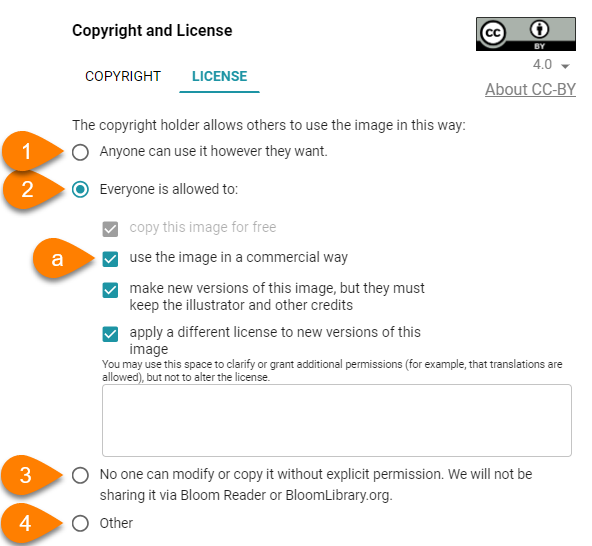 Copyright and License
cc BY
4.0
COPYRIGHT LICENSE
About CC-BY
The copyright holder allows others to use the image in this way:
1 Anyone can use it however they want.
2 Everyone is allowed to:
copy this image for free
a use the image in a commercial way
make new versions of this image, but they must
keep the illustrator and other credits
apply a different license to new versions of this
image
You may use this space to clarify or grant additional permissions (for example, that translations are
allowed), but not to alter the license.
3 No one can modify or copy it without explicit permission. We will not be
sharing it via Bloom Reader or BloomLibrary.org.
4 Other